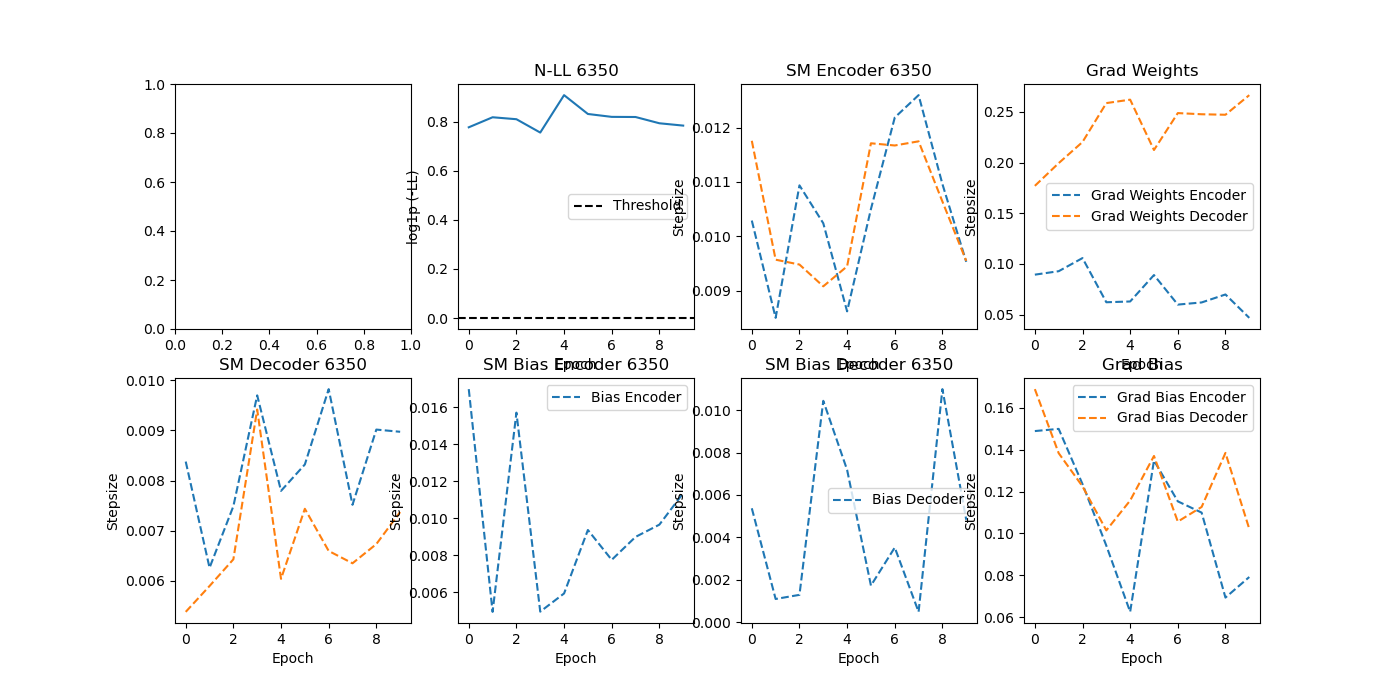 N-LL 6350
SM Encoder 6350
Grad Weights
1.0
0.8
0.6
0.4
0.2
0.0
0.0 0.2 0.4 0.6 0.8 1.0
log1p (-LL)
0.8
0.6
0.4
0.2
0.0
Threshold
0 2 4 6 8
Epoch
Stepsize
0.012
0.011
0.010
0.009
0 2 4 6 8
Epoch
Stepsize
0.25
0.20
0.15
0.10
0.05
Grad Weights Encoder
Grad Weights Decoder
0 2 4 6 8
Epoch
SM Decoder 6350
SM Bias Encoder 6350
SM Bias Decoder 6350
Grad Bias
Stepsize
0.010
0.009
0.008
0.007
0.006
0 2 4 6 8
Epoch
Stepsize
0.016
0.014
0.012
0.010
0.008
0.006
Bias Encoder
0 2 4 6 8
Epoch
Stepsize
0.010
0.008
0.006
0.004
0.002
0.000
Bias Decoder
0 2 4 6 8
Epoch
Stepsize
0.16
0.14
0.12
0.10
0.08
0.06
Grad Bias Encoder
Grad Bias Decoder
0 2 4 6 8
Epoch